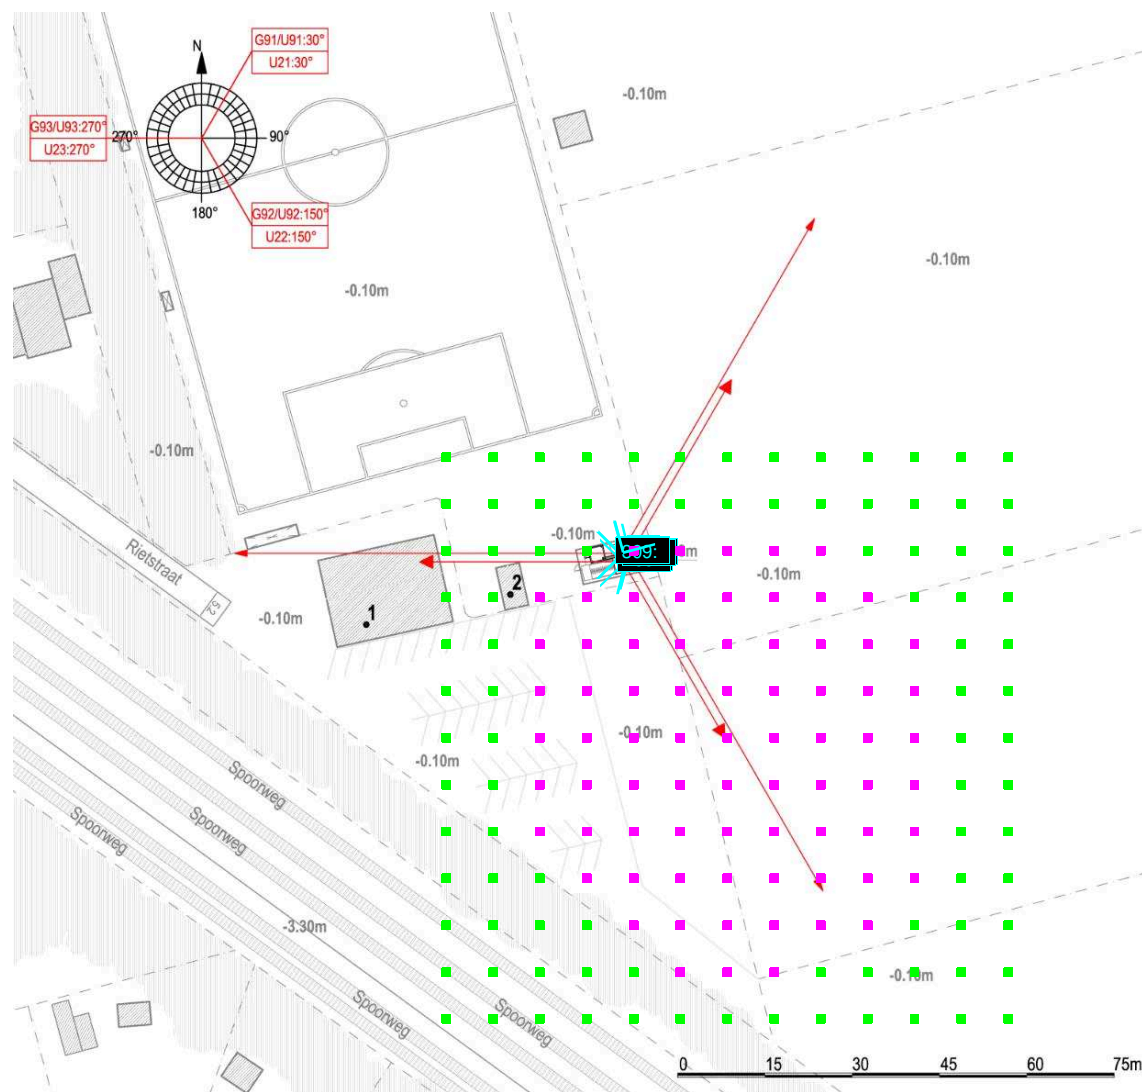 N
G91/U91:30°
U21:30°
G93/U93:270°
U23:270°
270°
90°
180°
G92/U92:150°
U22:150°
-0.10m
-0.10m
-0.10m
-0.10m
-0.10m
-0.10m
-0.10m
Rietstraat
52
1
2
-0.10m
-0.10m
Spoorweg
Spoorweg
Spoorweg
-3.30m
Spoorweg
Spoorweg
0 15 30 45 60 75m